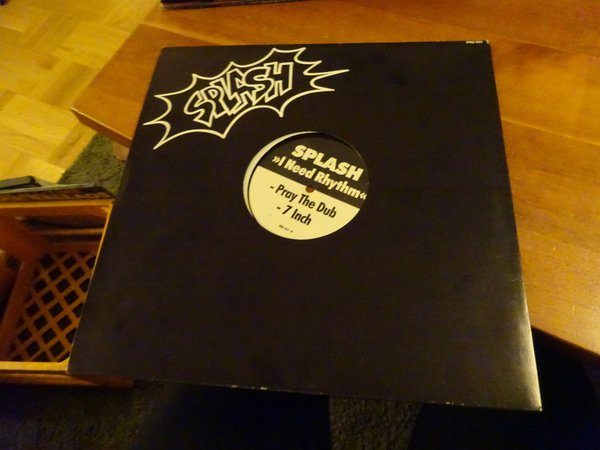 SPLASH
SPLASH
»I Need Rhythm«
- Pray The Dub
- 7 Inch